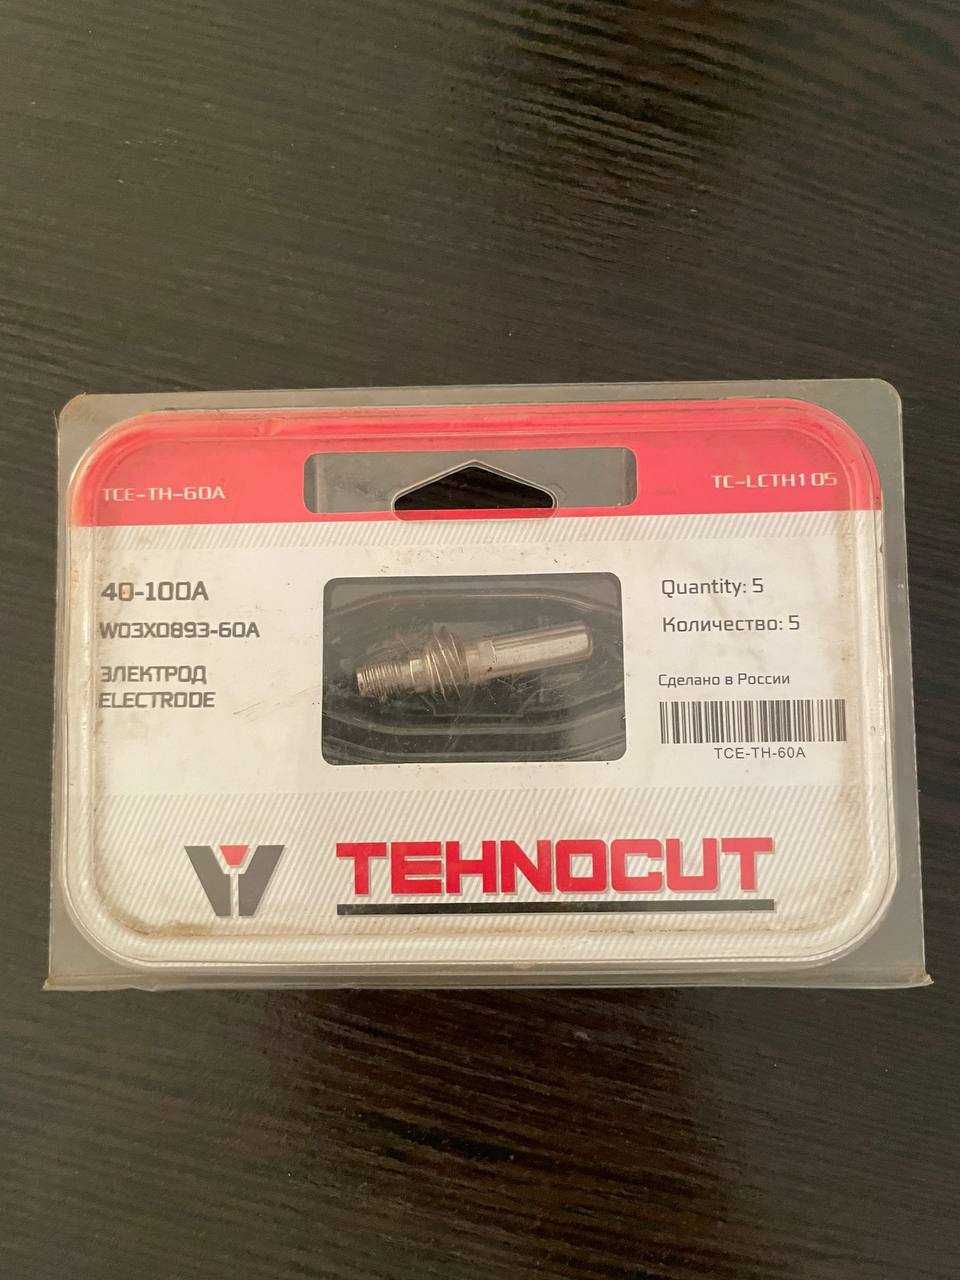 TCE-TH-60A
TC-LCTH105
40-100A
W03X0893-60A
ЭЛЕКТРОД
ELECTRODE
Quantity: 5
Количество: 5
Сделано в России
TCE-TH-60A
TEHNOCUT